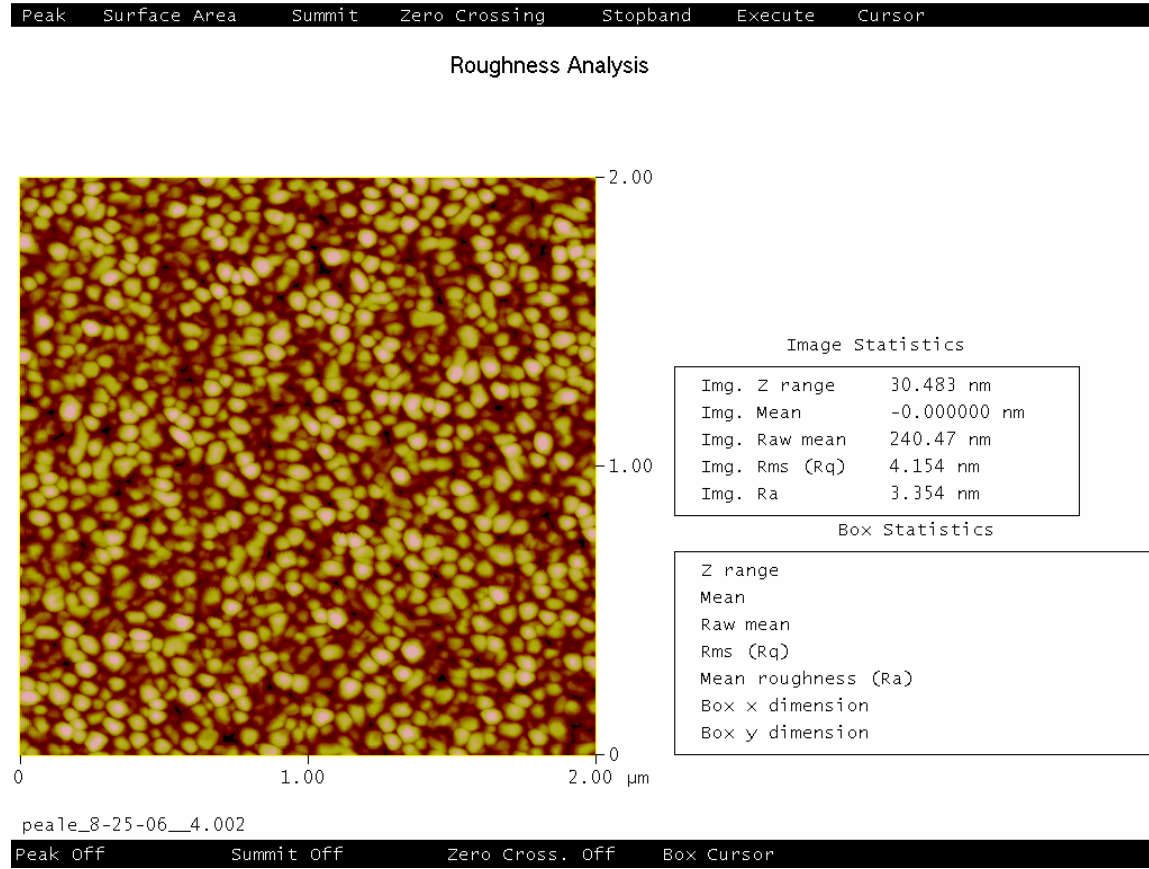 Peak Surface Area Summit Zero Crossing Stopband Execute Cursor
Roughness Analysis
2.00
1.00
0
0 1.00 2.00 µm
Image Statistics
Img. Z range 30.483 nm
Img. Mean -0.000000 nm
Img. Raw mean 240.47 nm
Img. Rms (Rq) 4.154 nm
Img. Ra 3.354 nm
Box Statistics
Z range
Mean
Raw mean
Rms (Rq)
Mean roughness (Ra)
Box x dimension
Box y dimension
peale_8-25-06__4.002
Peak Off Summit Off Zero Cross. Off Box Cursor